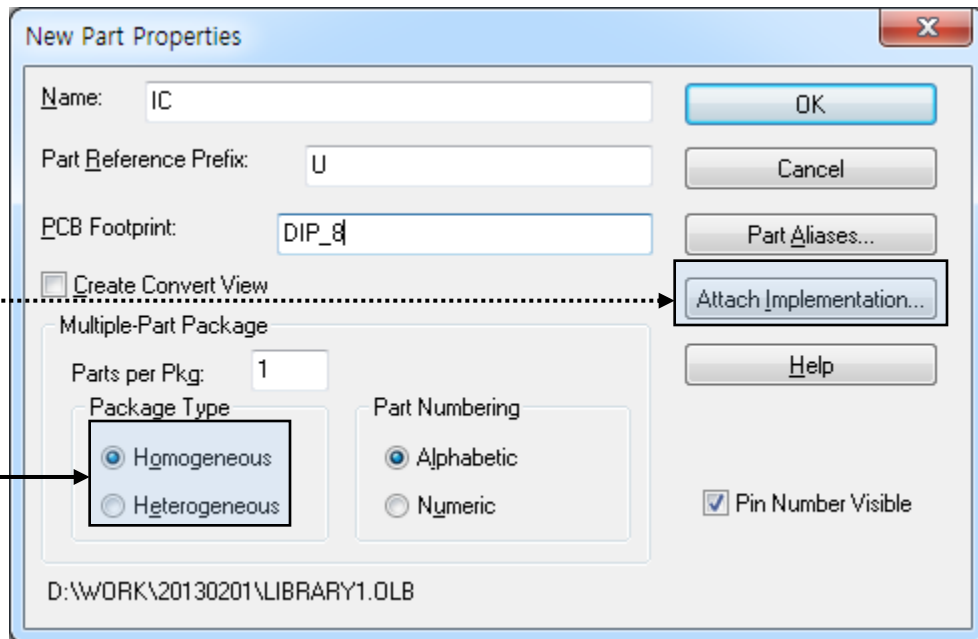 New Part Properties
Name: IC
OK
Part Reference Prefix: U
Cancel
PCB Footprint: DIP_8
Part Aliases...
Create Convert View
Attach Implementation...
Multiple-Part Package
Parts per Pkg: 1
Help
Package Type
Part Numbering
Homogeneous
Alphabetic
Heterogeneous
Numeric
Pin Number Visible
D:\WORK\20130201\LIBRARY1.OLB